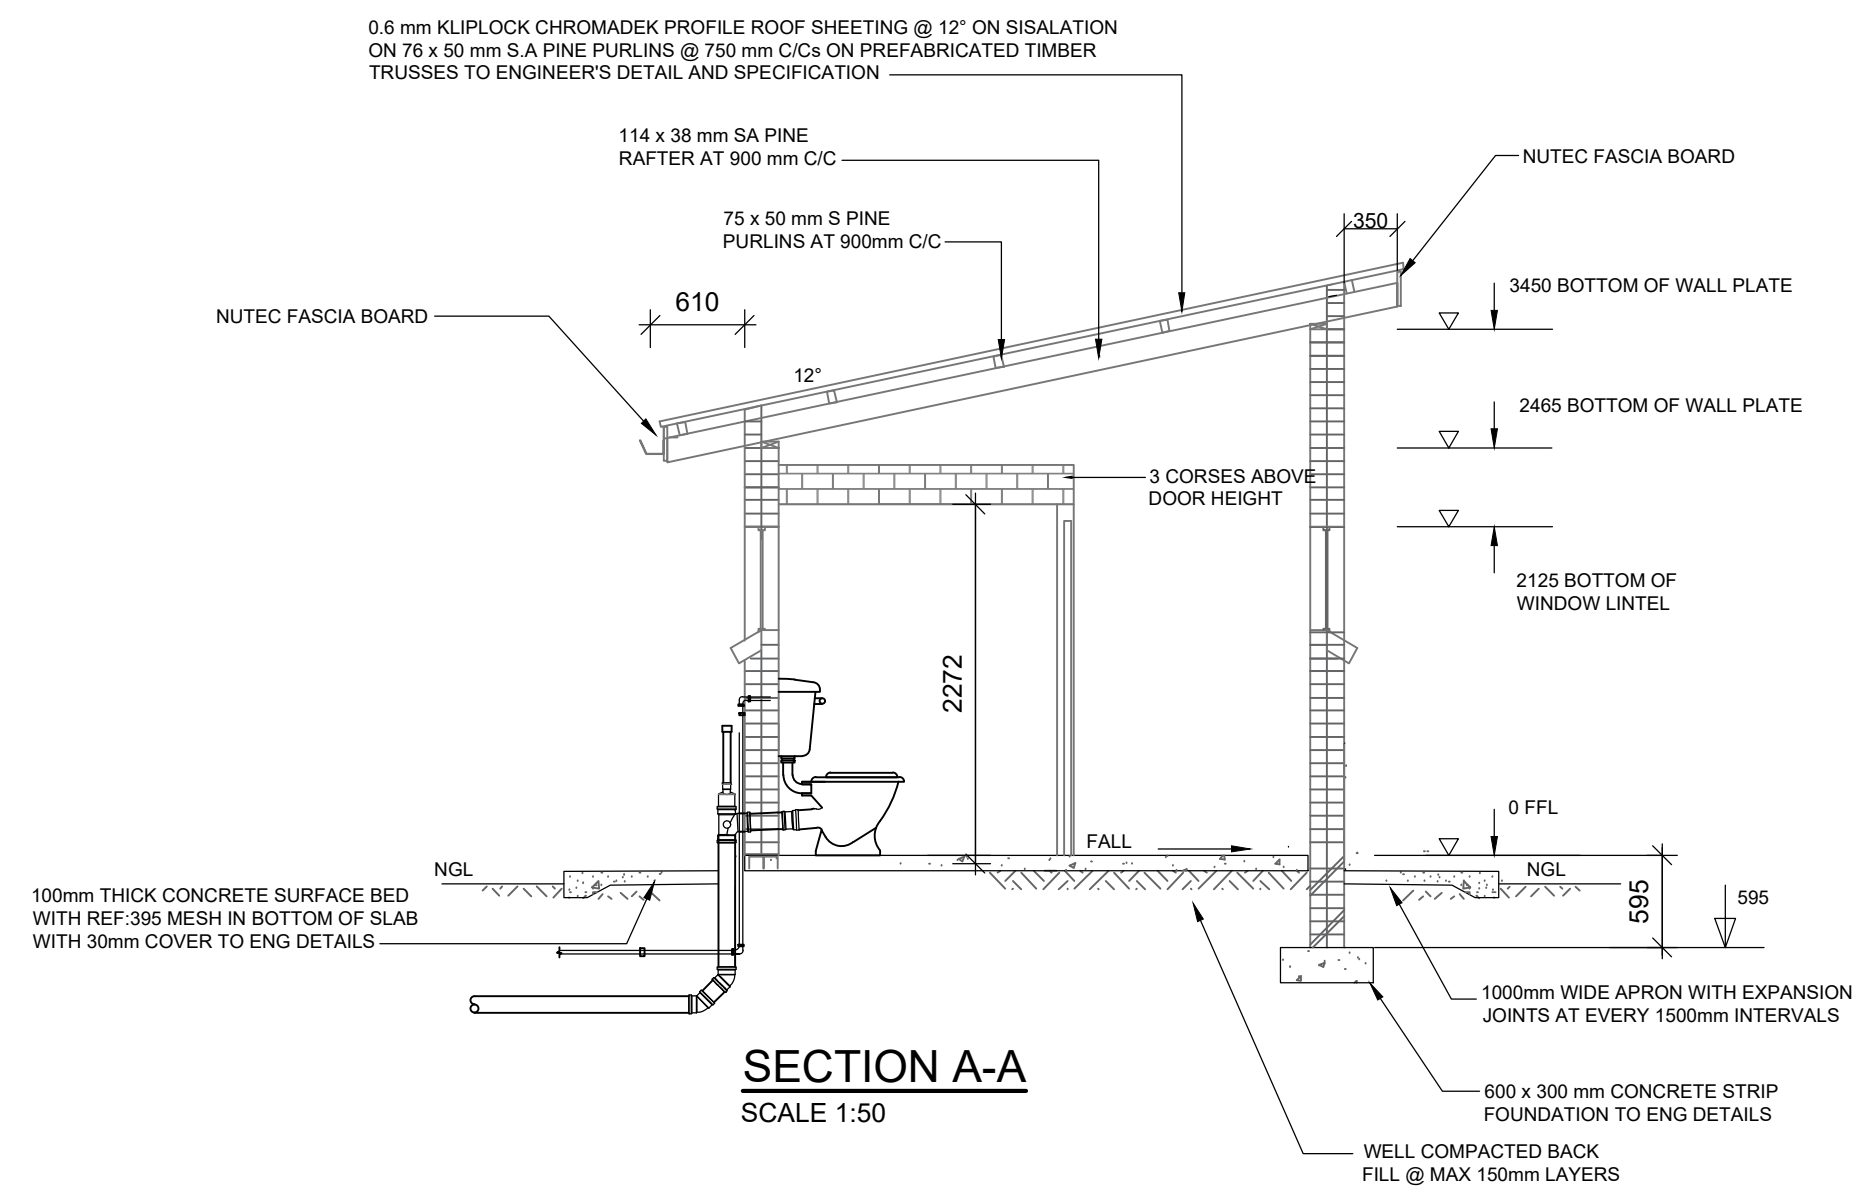 0.6 mm KLIPLOCK CHROMADEK PROFILE ROOF SHEETING @ 12° ON SISALATION
ON 76 x 50 mm S.A PINE PURLINS @ 750 mm C/Cs ON PREFABRICATED TIMBER
TRUSSES TO ENGINEER'S DETAIL AND SPECIFICATION
114 x 38 mm SA PINE
RAFTER AT 900 mm C/C
NUTEC FASCIA BOARD
75 x 50 mm S PINE
PURLINS AT 900mm C/C
350
3450 BOTTOM OF WALL PLATE
610
NUTEC FASCIA BOARD
12°
2465 BOTTOM OF WALL PLATE
3 CORSES ABOVE
DOOR HEIGHT
2125 BOTTOM OF
WINDOW LINTEL
2272
0 FFL
FALL
NGL
NGL
100mm THICK CONCRETE SURFACE BED
WITH REF:395 MESH IN BOTTOM OF SLAB
WITH 30mm COVER TO ENG DETAILS
595
595
1000mm WIDE APRON WITH EXPANSION
JOINTS AT EVERY 1500mm INTERVALS
SECTION A-A
SCALE 1:50
600 x 300 mm CONCRETE STRIP
FOUNDATION TO ENG DETAILS
WELL COMPACTED BACK
FILL @ MAX 150mm LAYERS